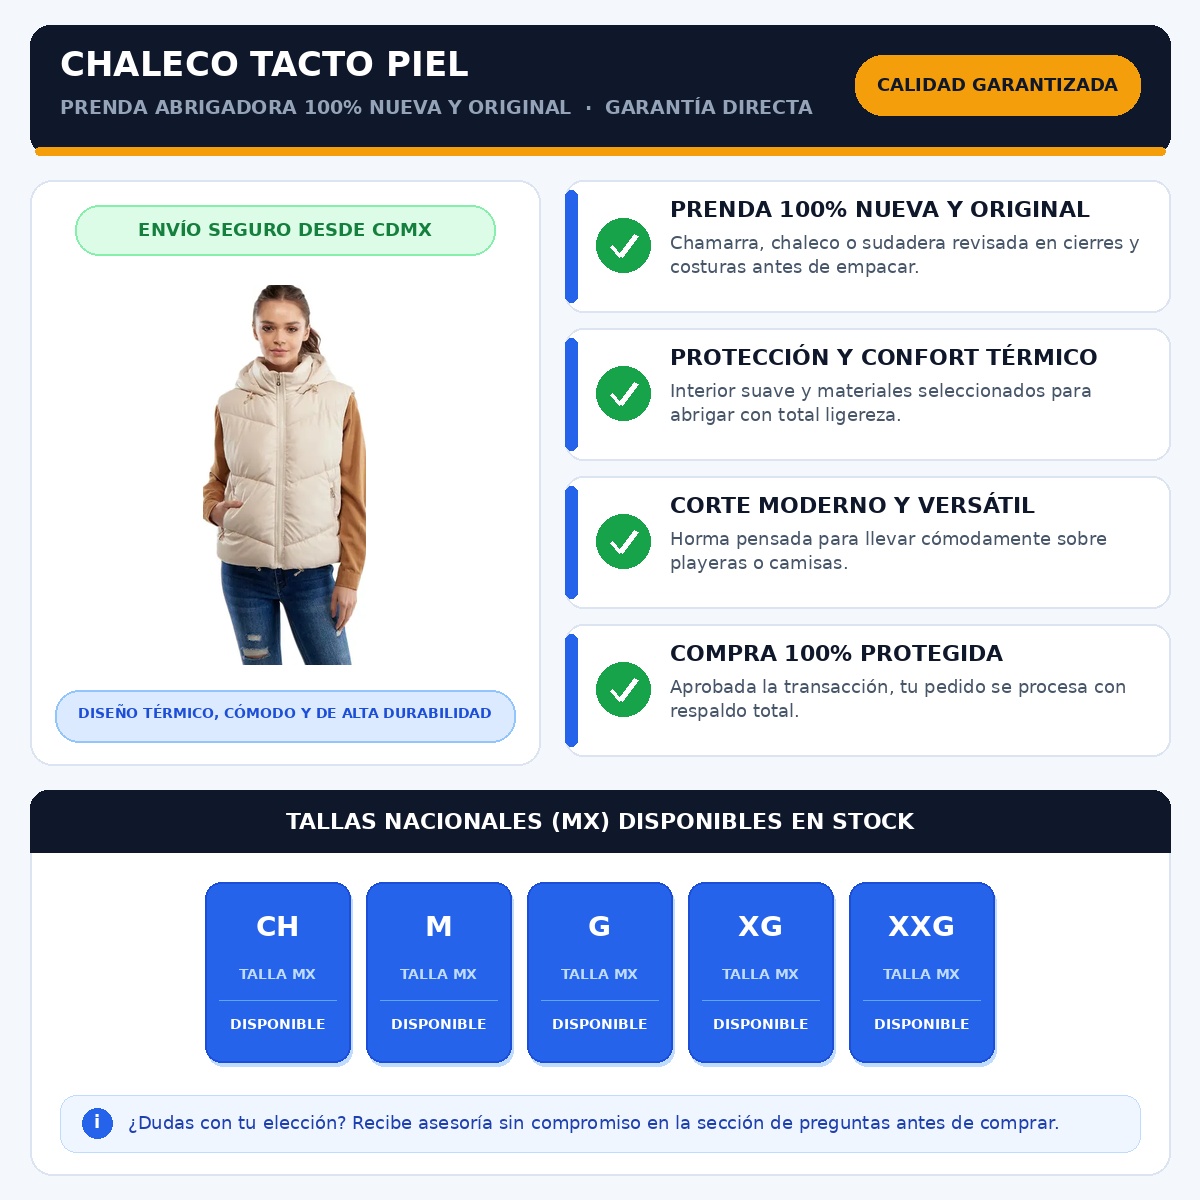 CHALECO TACTO PIEL
PRENDA ABRIGADORA 100% NUEVA Y ORIGINAL · GARANTÍA DIRECTA
CALIDAD GARANTIZADA
ENVÍO SEGURO DESDE CDMX
DISEÑO TÉRMICO, CÓMODO Y DE ALTA DURABILIDAD
PRENDA 100% NUEVA Y ORIGINAL
Chamarra, chaleco o sudadera revisada en cierres y
costuras antes de empacar.
PROTECCIÓN Y CONFORT TÉRMICO
Interior suave y materiales seleccionados para
abrigar con total ligereza.
CORTE MODERNO Y VERSÁTIL
Horma pensada para llevar cómodamente sobre
playeras o camisas.
COMPRA 100% PROTEGIDA
Aprobada la transacción, tu pedido se procesa con
respaldo total.
TALLAS NACIONALES (MX) DISPONIBLES EN STOCK
CH
TALLA MX
DISPONIBLE
M
TALLA MX
DISPONIBLE
G
TALLA MX
DISPONIBLE
XG
TALLA MX
DISPONIBLE
XXG
TALLA MX
DISPONIBLE
i ¿Dudas con tu elección? Recibe asesoría sin compromiso en la sección de preguntas antes de comprar.